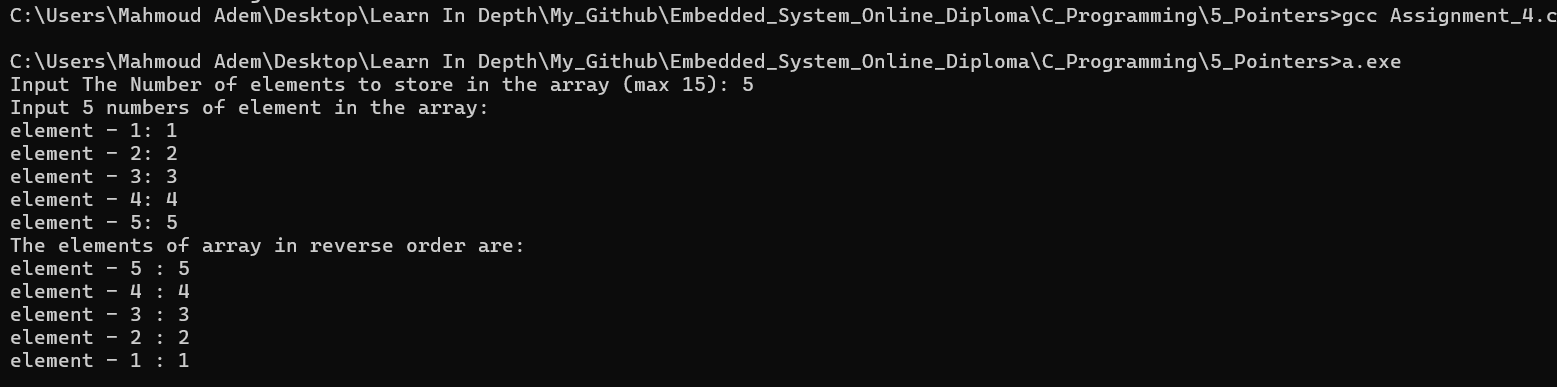 C:\Users\Mahmoud Adem\Desktop\Learn In Depth\My_Github\Embedded_System_Online_Diploma\C_Programming\5_Pointers>gcc Assignment_4.c
C:\Users\Mahmoud Adem\Desktop\Learn In Depth\My_Github\Embedded_System_Online_Diploma\C_Programming\5_Pointers>a.exe
Input The Number of elements to store in the array (max 15): 5
Input 5 numbers of element in the array:
element - 1: 1
element - 2: 2
element - 3: 3
element - 4: 4
element - 5: 5
The elements of array in reverse order are:
element - 5 : 5
element - 4 : 4
element - 3 : 3
element - 2 : 2
element - 1 : 1